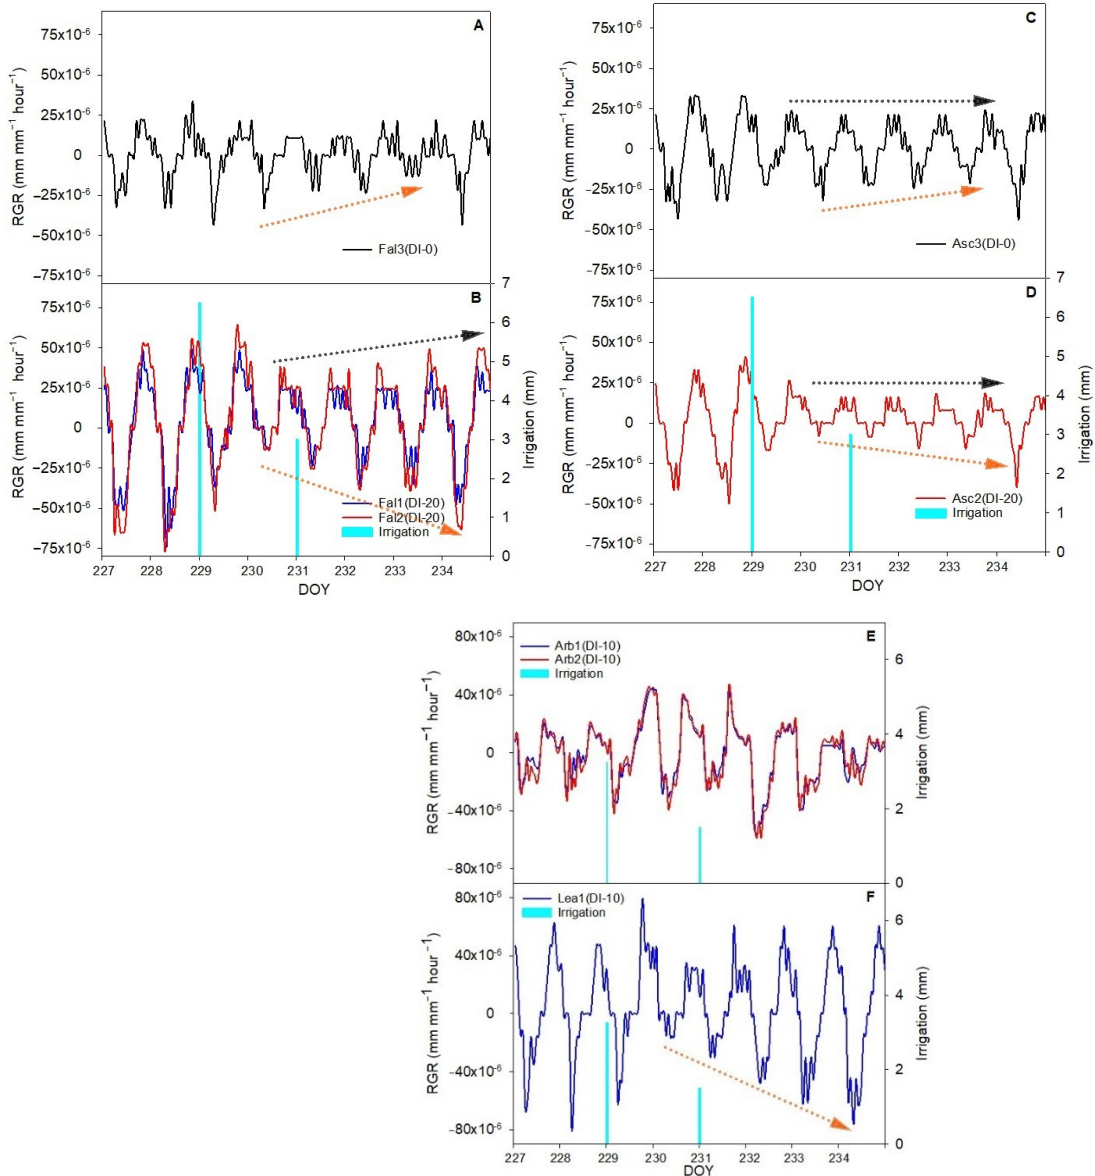 A
75x10⁻⁶
50x10⁻⁶
25x10⁻⁶
0
−25x10⁻⁶
−50x10⁻⁶
−75x10⁻⁶
RGR (mm mm⁻¹ hour⁻¹)
Fal3(DI-0)
B
75x10⁻⁶
50x10⁻⁶
25x10⁻⁶
0
−25x10⁻⁶
−50x10⁻⁶
−75x10⁻⁶
RGR (mm mm⁻¹ hour⁻¹)
7
6
5
4
3
2
1
0
Irrigation (mm)
Fal1(DI-20)
Fal2(DI-20)
Irrigation
227 228 229 230 231 232 233 234
DOY
C
75x10⁻⁶
50x10⁻⁶
25x10⁻⁶
0
−25x10⁻⁶
−50x10⁻⁶
−75x10⁻⁶
RGR (mm mm⁻¹ hour⁻¹)
Asc3(DI-0)
D
75x10⁻⁶
50x10⁻⁶
25x10⁻⁶
0
−25x10⁻⁶
−50x10⁻⁶
−75x10⁻⁶
RGR (mm mm⁻¹ hour⁻¹)
7
6
5
4
3
2
1
0
Irrigation (mm)
Asc2(DI-20)
Irrigation
227 228 229 230 231 232 233 234
DOY
E
80x10⁻⁶
40x10⁻⁶
0
−40x10⁻⁶
−80x10⁻⁶
RGR (mm mm⁻¹ hour⁻¹)
Arb1(DI-10)
Arb2(DI-10)
Irrigation
6
4
2
0
Irrigation (mm)
F
80x10⁻⁶
40x10⁻⁶
0
−40x10⁻⁶
−80x10⁻⁶
RGR (mm mm⁻¹ hour⁻¹)
Lea1(DI-10)
Irrigation
6
4
2
0
Irrigation (mm)
227 228 229 230 231 232 233 234
DOY